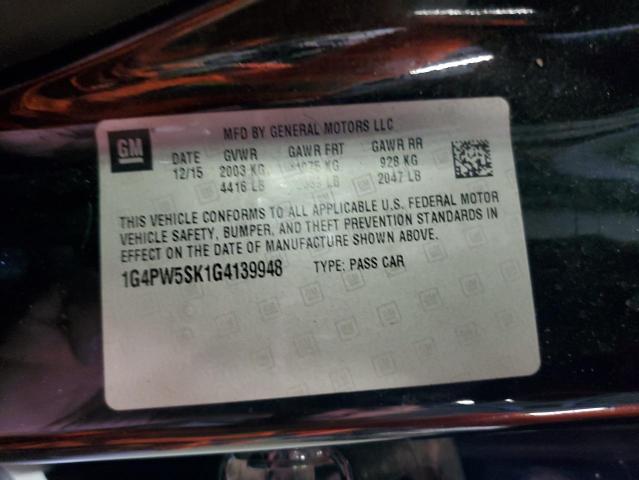 GM
MFD BY GENERAL MOTORS LLC
DATE GVWR GAWR FRT GAWR RR
12/15 2003 KG KG 928 KG
4416 LB LB 2047 LB
THIS VEHICLE CONFORMS TO ALL APPLICABLE U.S. FEDERAL MOTOR
VEHICLE SAFETY, BUMPER, AND THEFT PREVENTION STANDARDS IN
EFFECT ON THE DATE OF MANUFACTURE SHOWN ABOVE.
1G4PW5SK1G4139948 TYPE: PASS CAR